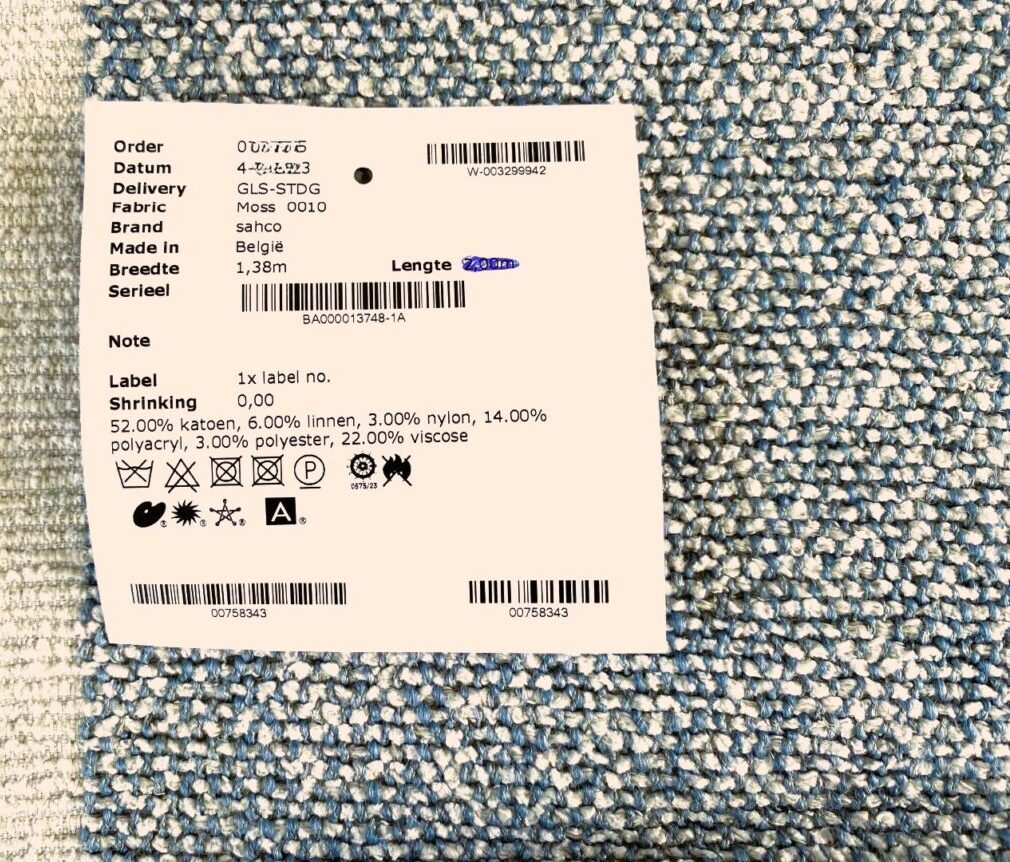 Order
W-003299942
Datum
Delivery GLS-STDG
Fabric Moss 0010
Brand sahco
Made in België
Breedte 1,38m Lengte
Serieel
BA000013748-1A
Note
Label 1x label no.
Shrinking 0,00
52.00% katoen, 6.00% linnen, 3.00% nylon, 14.00%
polyacryl, 3.00% polyester, 22.00% viscose
P
0575/23
A ®
00758343 00758343